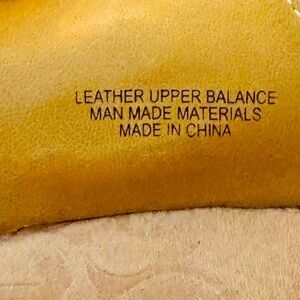 LEATHER UPPER BALANCE
MAN MADE MATERIALS
MADE IN CHINA